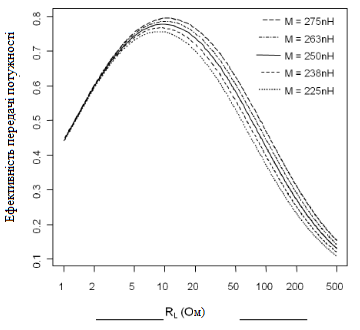 0.8
0.7
0.6
0.5
0.4
0.3
0.2
0.1
Ефективність передачі потужності
M = 275nH
M = 263nH
M = 250nH
M = 238nH
M = 225nH
1 2 5 10 20 50 100 200 500
RL (Ом)